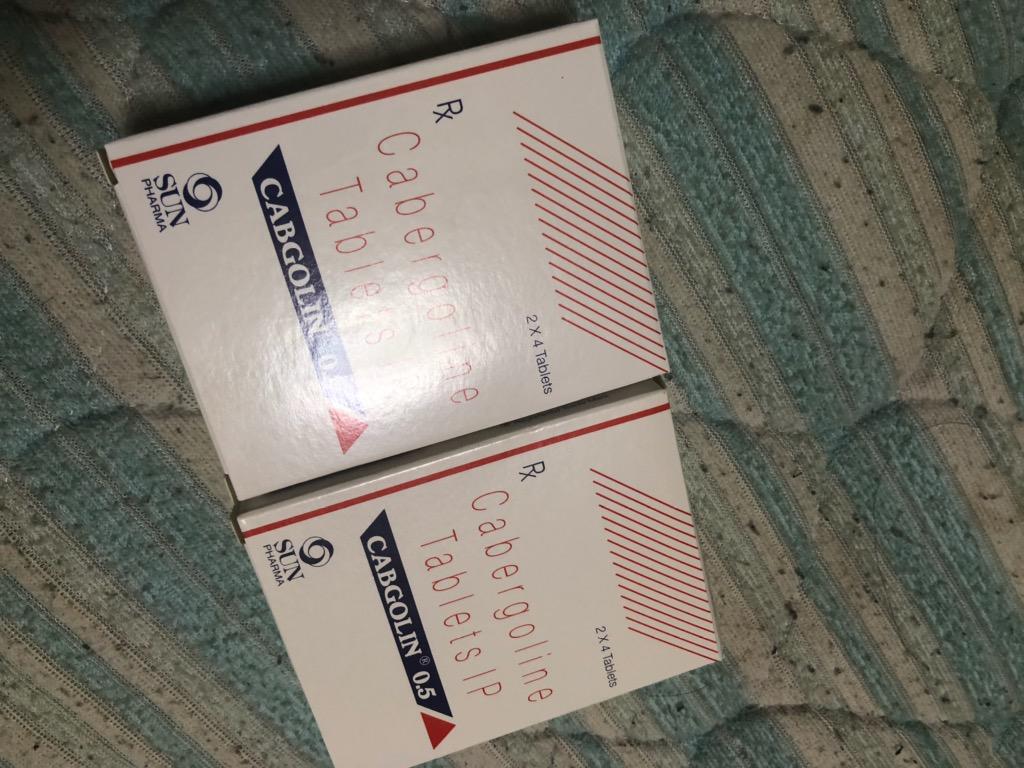 Rx
2 X 4 Tablets
Cabergoline
Tablets
CABGOLIN
SUN
PHARMA
Rx
2 X 4 Tablets
Cabergoline
Tablets IP
CABGOLIN® 0.5
SUN
PHARMA